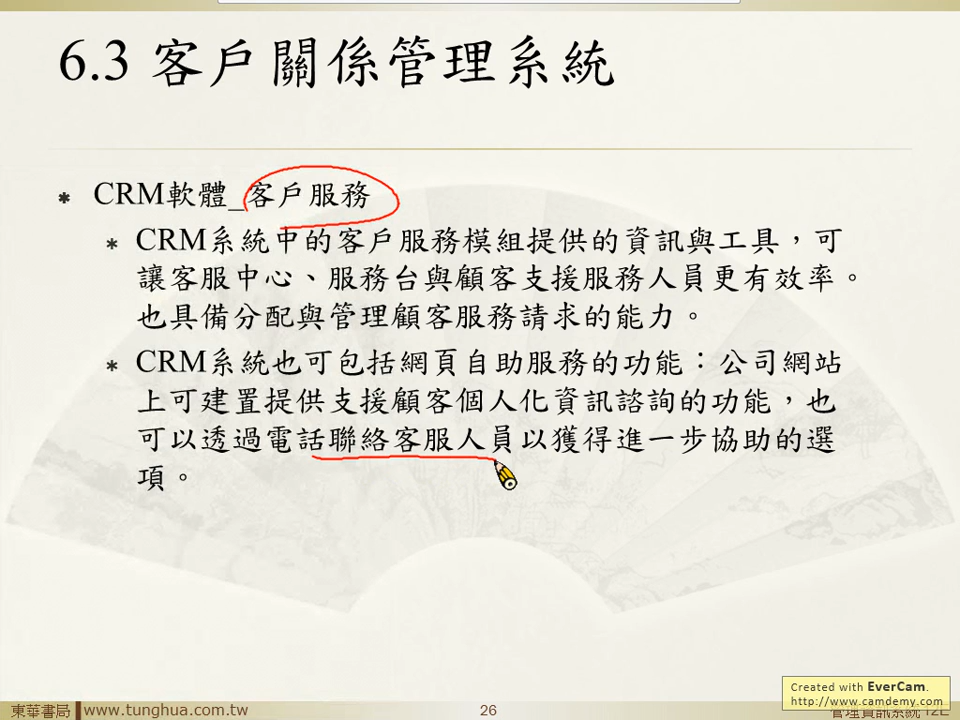 6.3 客戶關係管理系統
CRM軟體_客戶服務
CRM系統中的客戶服務模組提供的資訊與工具，可
讓客服中心、服務台與顧客支援服務人員更有效率。
也具備分配與管理顧客服務請求的能力。
CRM系統也可包括網頁自助服務的功能：公司網站
上可建置提供支援顧客個人化資訊諮詢的功能，也
可以透過電話聯絡客服人員以獲得進一步協助的選
項。
Created with EverCam.
http://www.camdemy.com
東華書局 www.tunghua.com.tw
26
管理資訊系統 12E